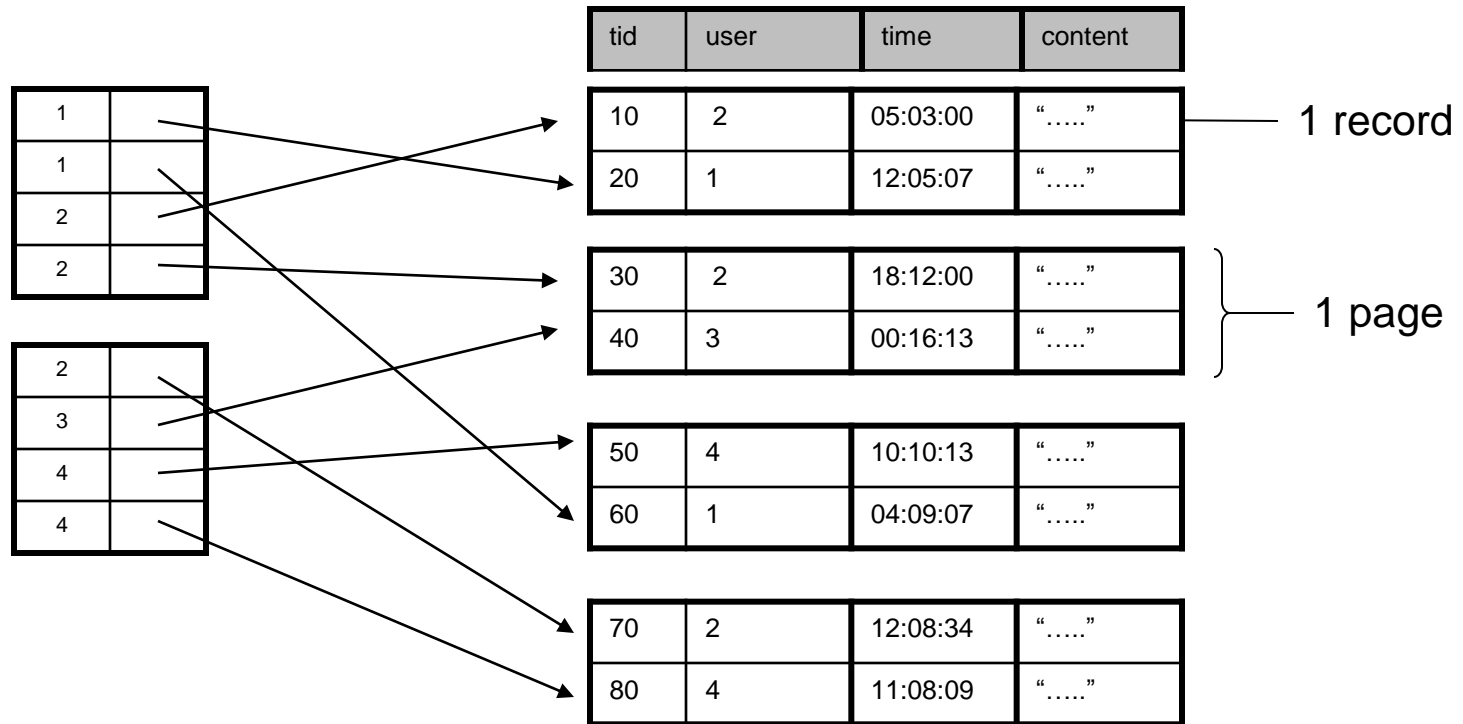 tid user time content
1
1
2
2
2
3
4
4
10 2 05:03:00 “…..”
20 1 12:05:07 “…..”
30 2 18:12:00 “…..”
40 3 00:16:13 “…..”
50 4 10:10:13 “…..”
60 1 04:09:07 “…..”
70 2 12:08:34 “…..”
80 4 11:08:09 “…..”
1 record
1 page